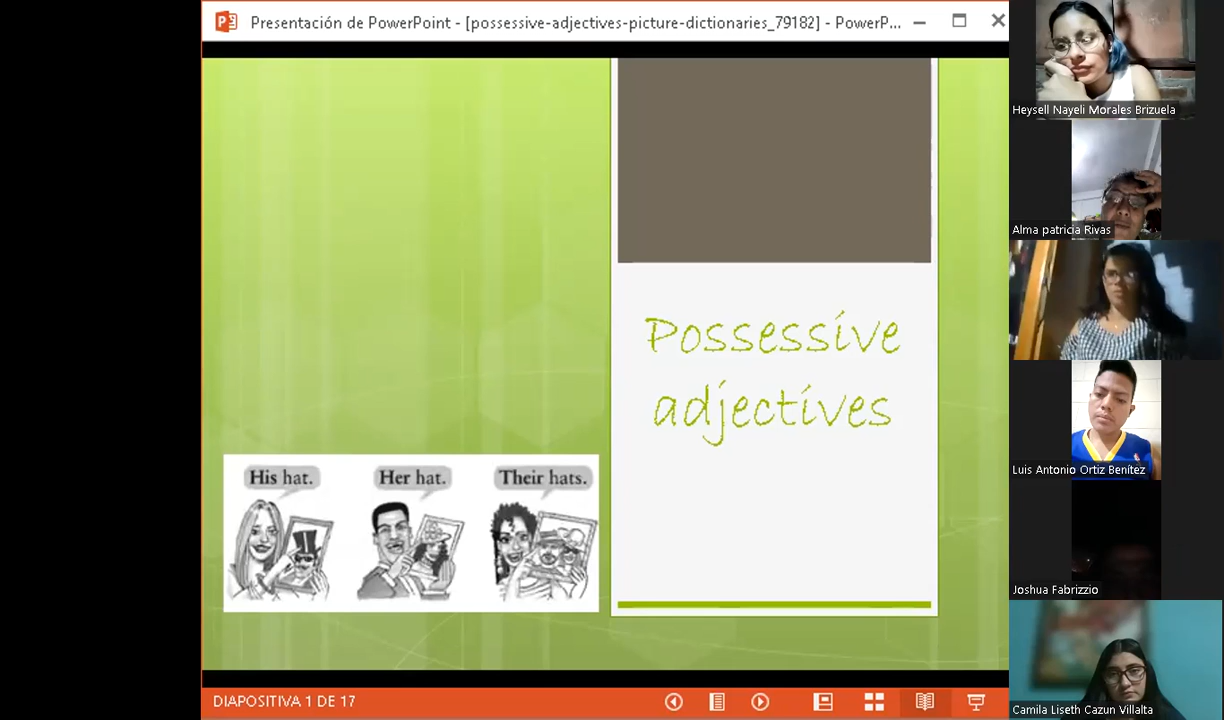 Presentación de PowerPoint - [possessive-adjectives-picture-dictionaries_79182] - PowerP...
Possessive
adjectives
His hat.
Her hat.
Their hats.
DIAPOSITIVA 1 DE 17
Heysell Nayeli Morales Brizuela
Alma patricia Rivas
Luis Antonio Ortiz Benítez
Joshua Fabrizzio
Camila Liseth Cazun Villalta